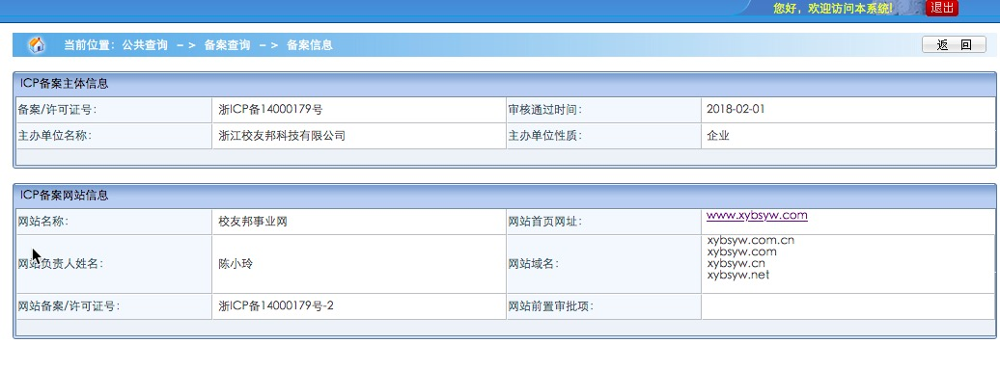 您好，欢迎访问本系统! 退出
当前位置：公共查询 -> 备案查询 -> 备案信息 返 回
ICP备案主体信息
备案/许可证号： 浙ICP备14000179号 审核通过时间： 2018-02-01
主办单位名称： 浙江校友邦科技有限公司 主办单位性质： 企业
ICP备案网站信息
网站名称： 校友邦事业网 网站首页网址： www.xybsyw.com
网站负责人姓名： 陈小玲 网站域名： xybsyw.com.cn
xybsyw.com
xybsyw.cn
xybsyw.net
网站备案/许可证号： 浙ICP备14000179号-2 网站前置审批项：